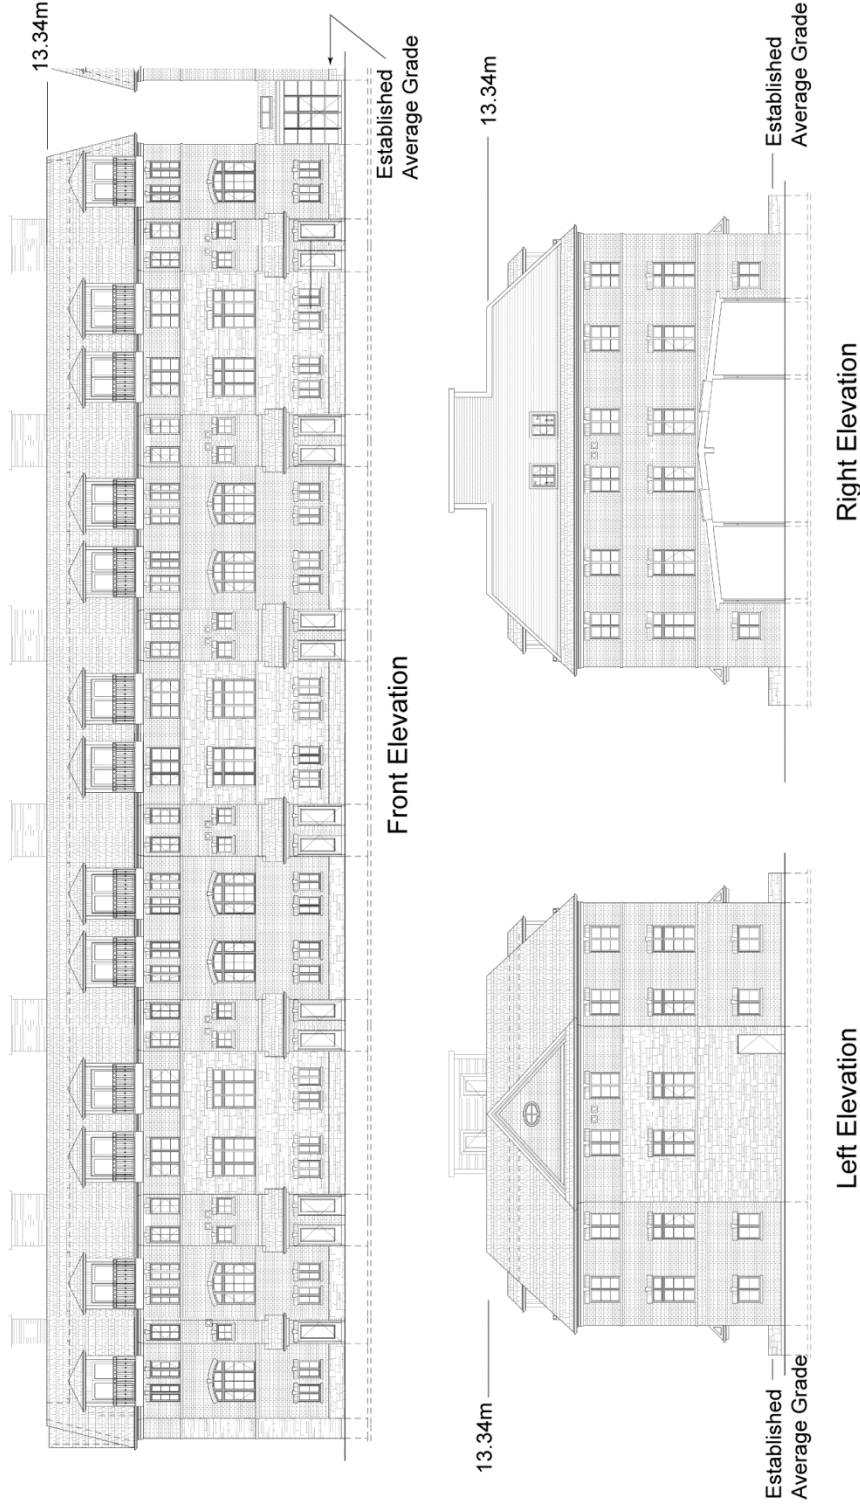 13.34m
Established
Average Grade
Front Elevation
13.34m
Established
Average Grade
Left Elevation
13.34m
Established
Average Grade
Right Elevation